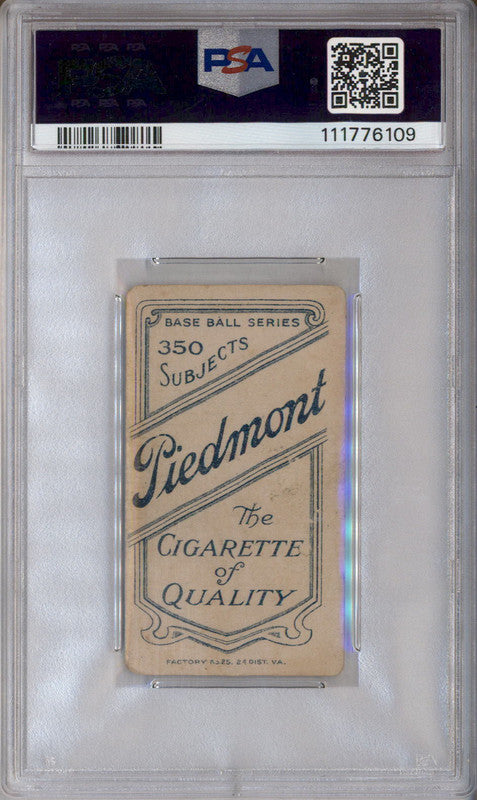 PSA
111776109
BASE BALL SERIES
350
SUBJECTS
Piedmont
The
CIGARETTE
of
QUALITY
FACTORY No 25. 2d DIST. VA.